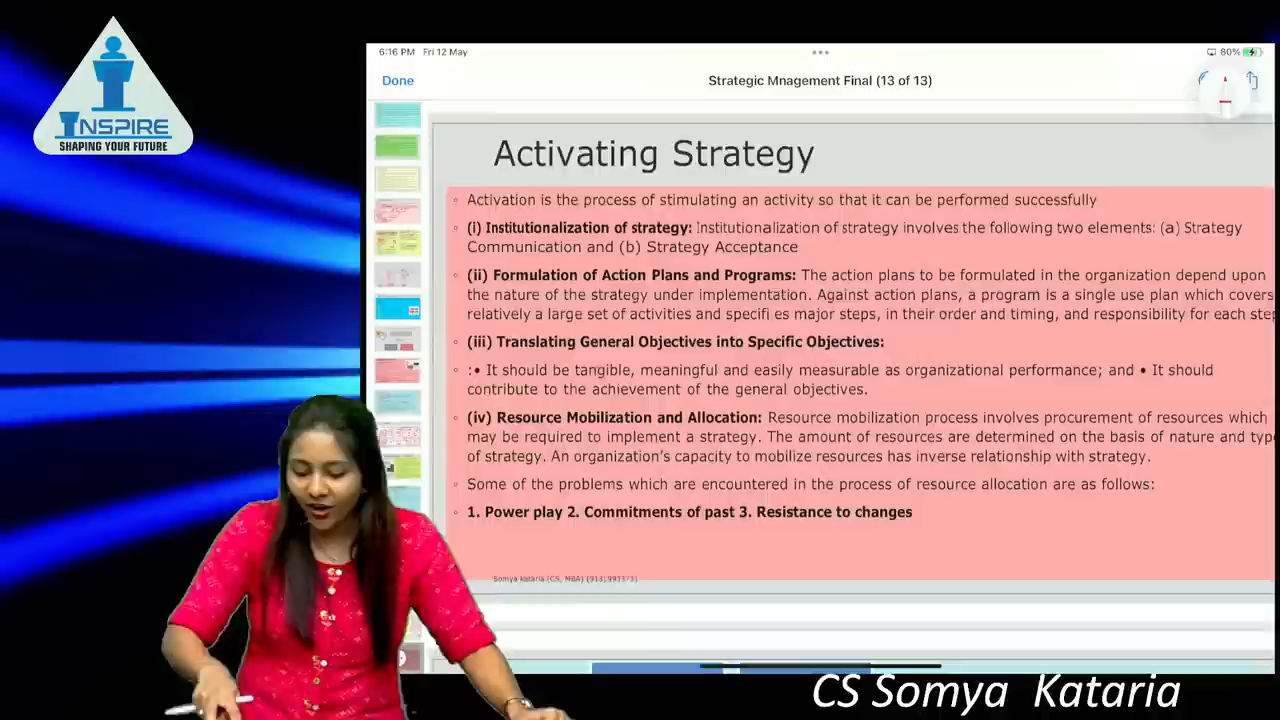 INSPIRE
SHAPING YOUR FUTURE
6:16 PM Fri 12 May
80%
Done
Strategic Mnagement Final (13 of 13)
Activating Strategy
◦ Activation is the process of stimulating an activity so that it can be performed successfully
◦ (i) Institutionalization of strategy: Institutionalization of strategy involves the following two elements: (a) Strategy
Communication and (b) Strategy Acceptance
◦ (ii) Formulation of Action Plans and Programs: The action plans to be formulated in the organization depend upon
the nature of the strategy under implementation. Against action plans, a program is a single use plan which covers
relatively a large set of activities and specifi es major steps, in their order and timing, and responsibility for each step
◦ (iii) Translating General Objectives into Specific Objectives:
◦ :• It should be tangible, meaningful and easily measurable as organizational performance; and • It should
contribute to the achievement of the general objectives.
◦ (iv) Resource Mobilization and Allocation: Resource mobilization process involves procurement of resources which
may be required to implement a strategy. The amount of resources are determined on the basis of nature and typ
of strategy. An organization's capacity to mobilize resources has inverse relationship with strategy.
◦ Some of the problems which are encountered in the process of resource allocation are as follows:
◦ 1. Power play 2. Commitments of past 3. Resistance to changes
Somya kataria (CS, MBA)
CS Somya Kataria